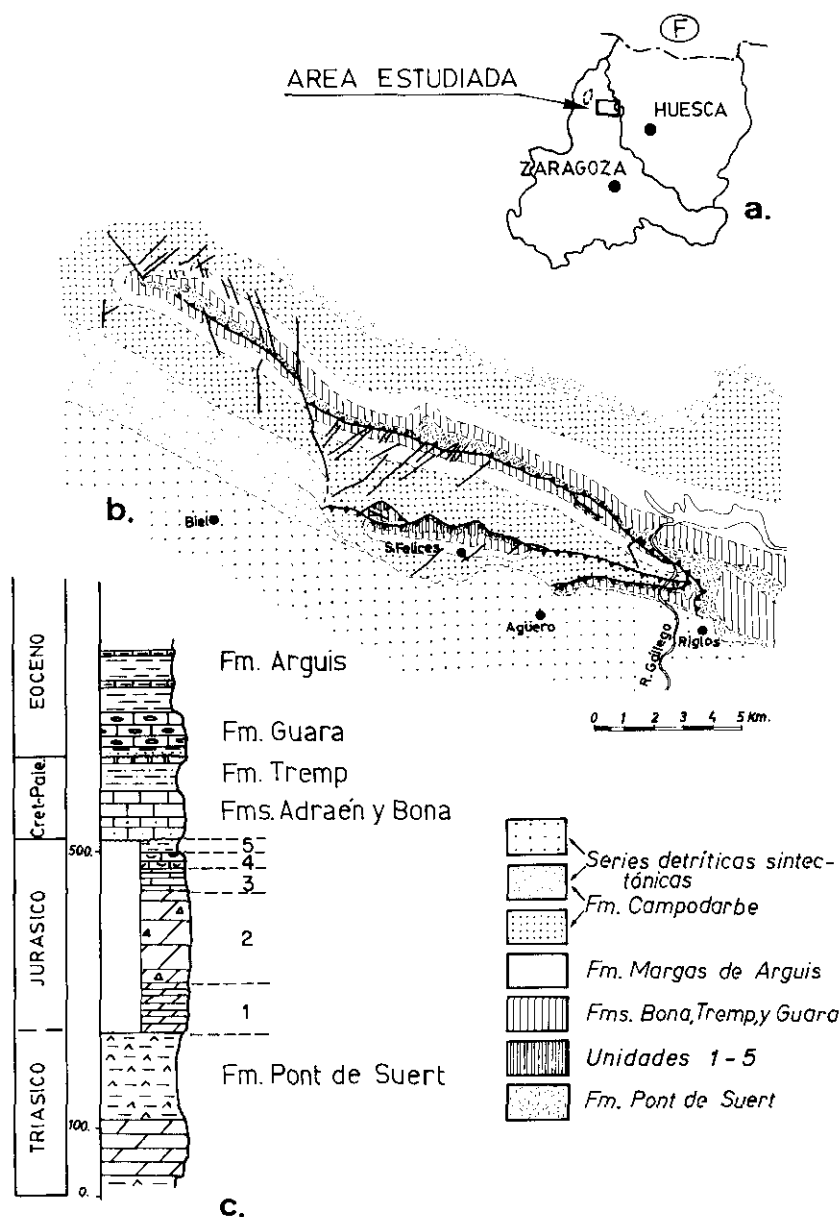 F
AREA ESTUDIADA
HUESCA
ZARAGOZA
a.
b.
Biel
S.Felices
Agüero
R. Gallego
Riglos
0 1 2 3 4 5 Km.
EOCENO
Cret-Pale.
JURASICO
TRIASICO
500.
100.
0.
Fm. Arguis
Fm. Guara
Fm. Tremp
Fms. Adraén y Bona
5
4
3
2
1
Fm. Pont de Suert
c.
Series detríticas sintec-
tónicas
Fm. Campodarbe
Fm. Margas de Arguis
Fms. Bona, Tremp, y Guara
Unidades 1-5
Fm. Pont de Suert